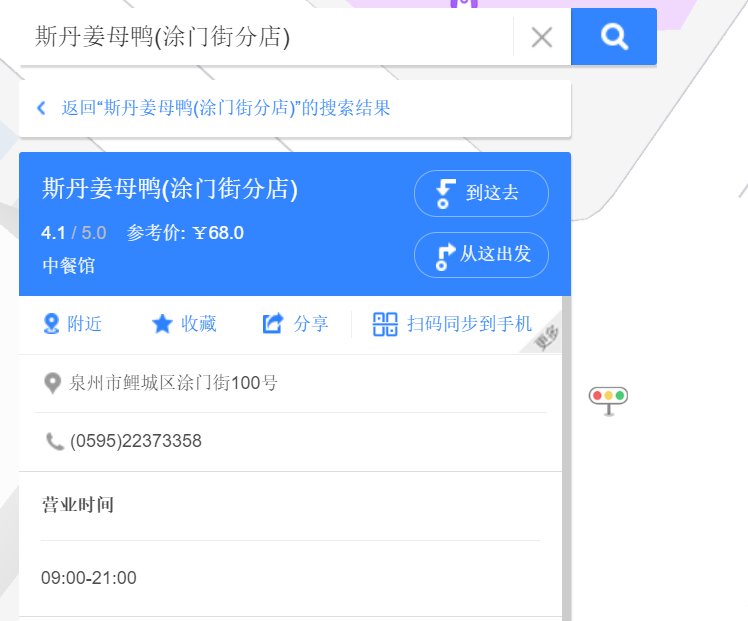 斯丹姜母鸭(涂门街分店)
返回“斯丹姜母鸭(涂门街分店)”的搜索结果
斯丹姜母鸭(涂门街分店)
到这去
4.1 / 5.0 参考价: ￥68.0
从这出发
中餐馆
附近 收藏 分享 扫码同步到手机
更多
泉州市鲤城区涂门街100号
(0595)22373358
营业时间
09:00-21:00